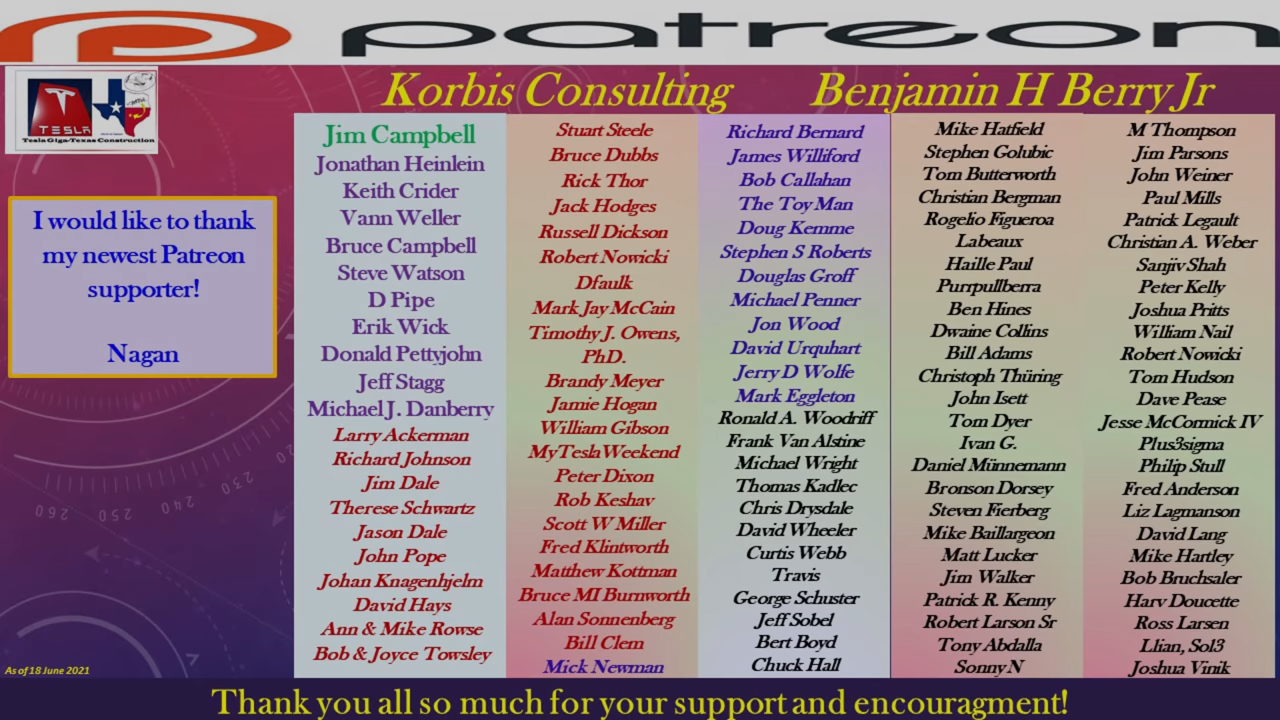 patreon
Korbis Consulting
Benjamin H Berry Jr
TESLA
Tesla Giga-Texas Construction
I would like to thank
my newest Patreon
supporter!
Nagan
As of 18 June 2021
Jim Campbell
Jonathan Heinlein
Keith Crider
Vann Weller
Bruce Campbell
Steve Watson
D Pipe
Erik Wick
Donald Pettyjohn
Jeff Stagg
Michael J. Danberry
Larry Ackerman
Richard Johnson
Jim Dale
Therese Schwartz
Jason Dale
John Pope
Johan Knagenhjelm
David Hays
Ann & Mike Rowse
Bob & Joyce Towsley
Stuart Steele
Bruce Dubbs
Rick Thor
Jack Hodges
Russell Dickson
Robert Nowicki
Dfaulk
Mark Jay McCain
Timothy J. Owens,
PhD.
Brandy Meyer
Jamie Hogan
William Gibson
MyTeslaWeekend
Peter Dixon
Rob Keshav
Scott W Miller
Fred Klintworth
Matthew Kottman
Bruce MI Burnworth
Alan Sonnenberg
Bill Clem
Mick Newman
Richard Bernard
James Williford
Bob Callahan
The Toy Man
Doug Kemme
Stephen S Roberts
Douglas Groff
Michael Penner
Jon Wood
David Urquhart
Jerry D Wolfe
Mark Eggleton
Ronald A. Woodriff
Frank Van Alstine
Michael Wright
Thomas Kadlec
Chris Drysdale
David Wheeler
Curtis Webb
Travis
George Schuster
Jeff Sobel
Bert Boyd
Chuck Hall
Mike Hatfield
Stephen Golubic
Tom Butterworth
Christian Bergman
Rogelio Figueroa
Labeaux
Haille Paul
Purrpullberra
Ben Hines
Dwaine Collins
Bill Adams
Christoph Thüring
John Isett
Tom Dyer
Ivan G.
Daniel Münnemann
Bronson Dorsey
Steven Fierberg
Mike Baillargeon
Matt Lucker
Jim Walker
Patrick R. Kenny
Robert Larson Sr
Tony Abdalla
Sonny N
M Thompson
Jim Parsons
John Weiner
Paul Mills
Patrick Legault
Christian A. Weber
Sanjiv Shah
Peter Kelly
Joshua Pritts
William Nail
Robert Nowicki
Tom Hudson
Dave Pease
Jesse McCormick IV
Plus3sigma
Philip Stull
Fred Anderson
Liz Lagmanson
David Lang
Mike Hartley
Bob Bruchsaler
Harv Doucette
Ross Larsen
Llian, Sol3
Joshua Vinik
260
250
240
230
Thank you all so much for your support and encouragment!